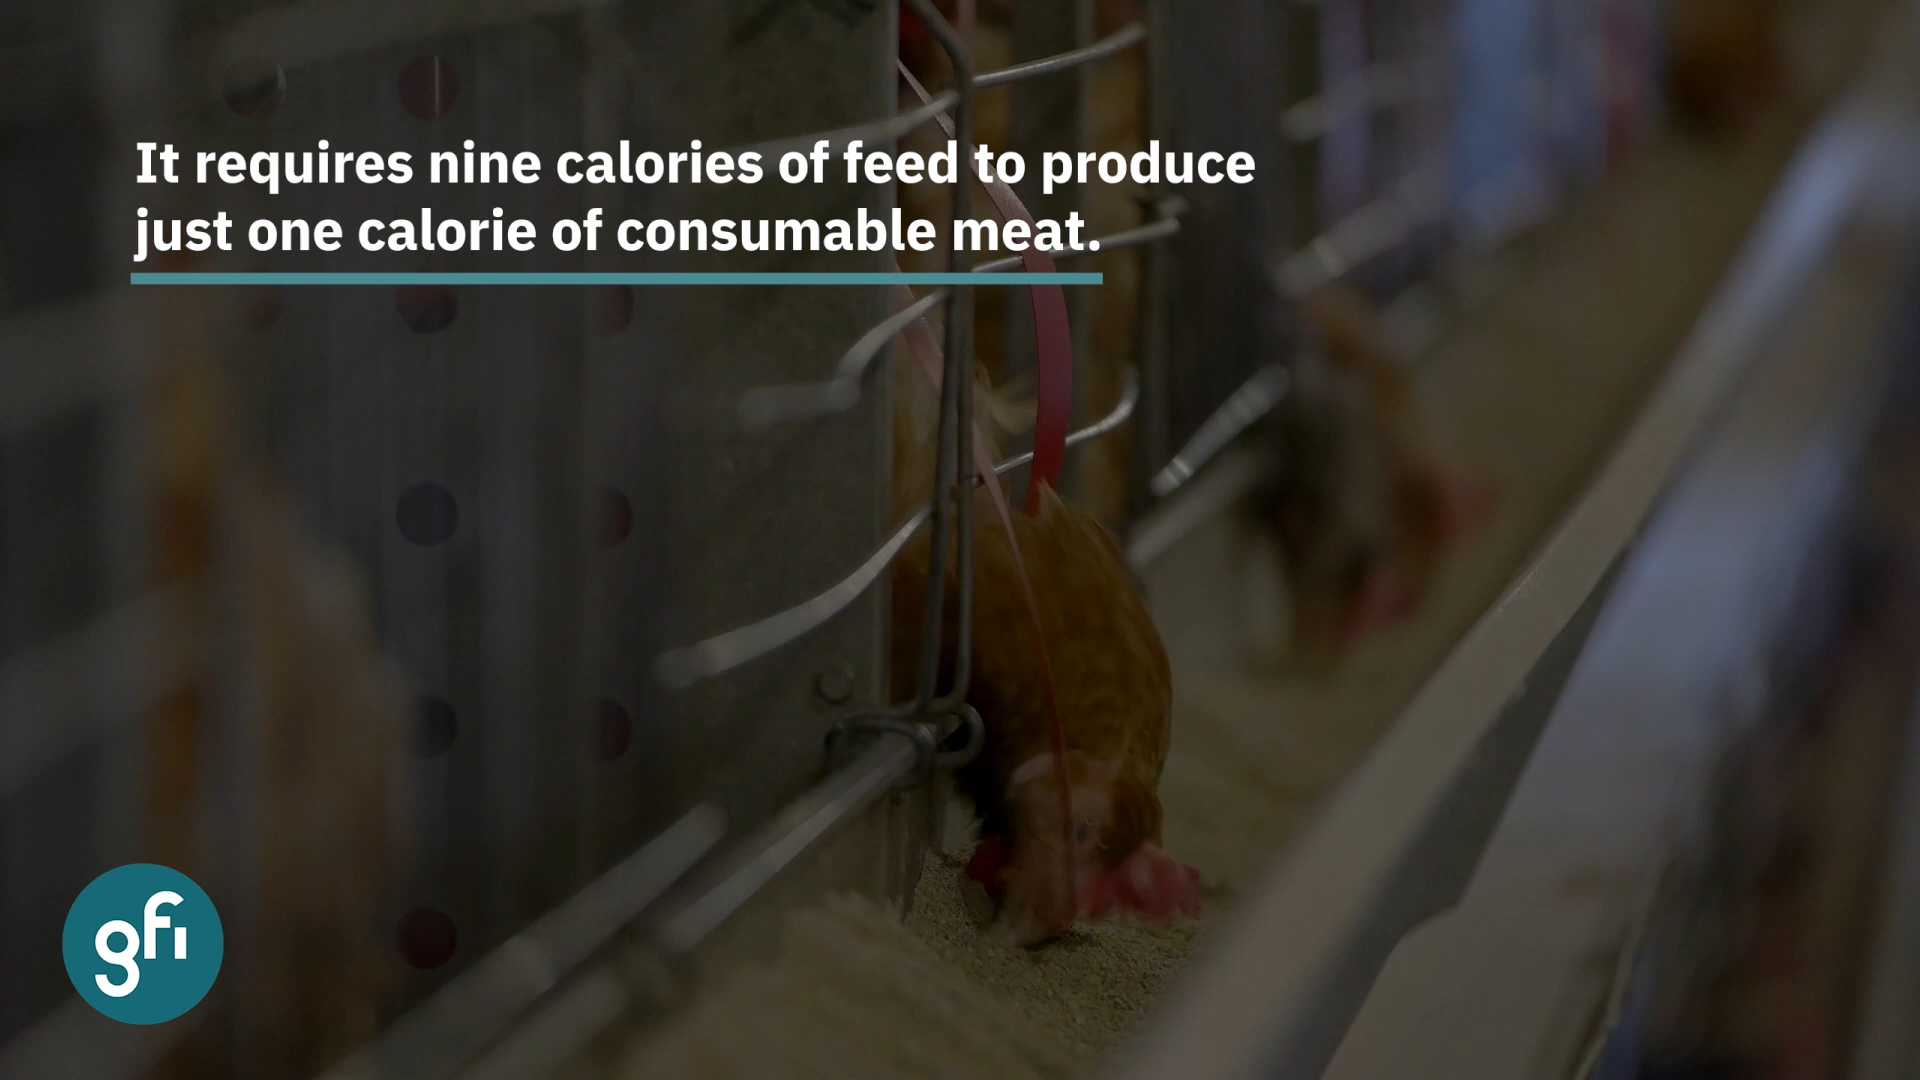 It requires nine calories of feed to produce
just one calorie of consumable meat.
gfi